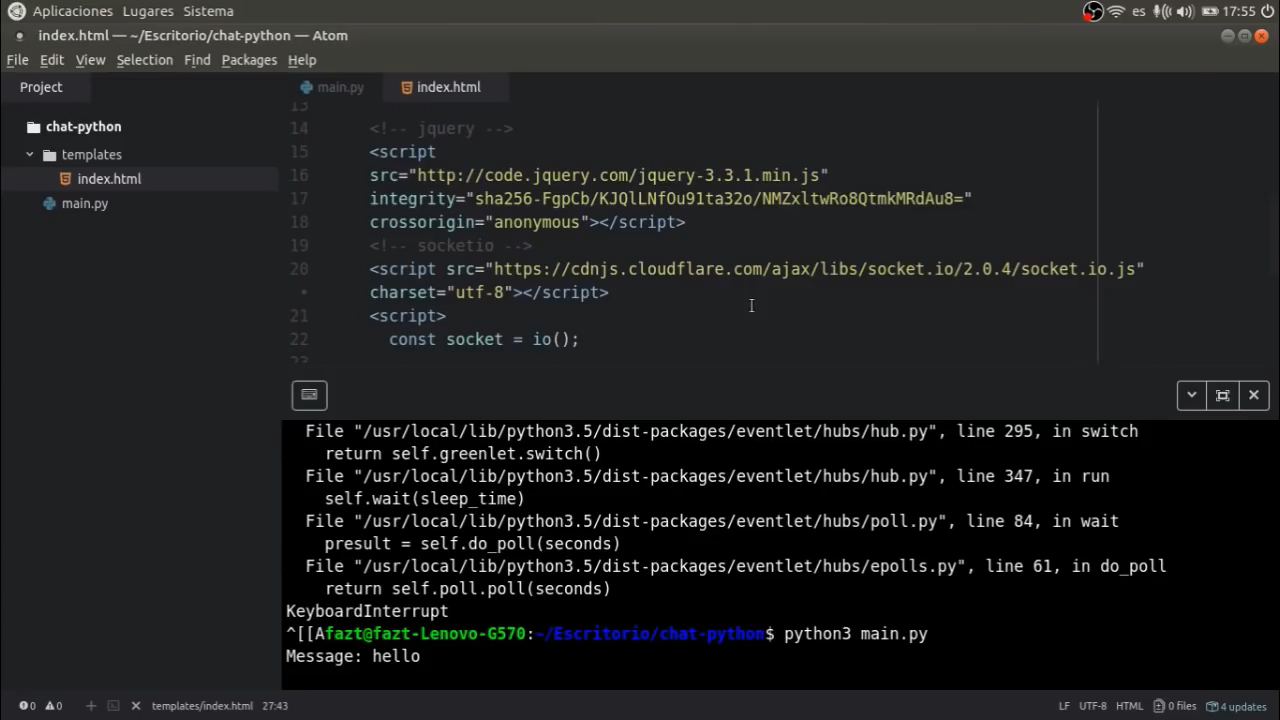 Aplicaciones Lugares Sistema es 17:55
index.html — ~/Escritorio/chat-python — Atom
File Edit View Selection Find Packages Help
Project main.py index.html
13
chat-python
14 <!-- jquery -->
templates
15 <script
16 src="http://code.jquery.com/jquery-3.3.1.min.js"
index.html
17 integrity="sha256-FgpCb/KJQlLNfOu91ta32o/NMZxltwRo8QtmkMRdAu8="
main.py
18 crossorigin="anonymous"></script>
19 <!-- socketio -->
20 <script src="https://cdnjs.cloudflare.com/ajax/libs/socket.io/2.0.4/socket.io.js"
• charset="utf-8"></script>
21 <script>
22 const socket = io();
23
File "/usr/local/lib/python3.5/dist-packages/eventlet/hubs/hub.py", line 295, in switch
return self.greenlet.switch()
File "/usr/local/lib/python3.5/dist-packages/eventlet/hubs/hub.py", line 347, in run
self.wait(sleep_time)
File "/usr/local/lib/python3.5/dist-packages/eventlet/hubs/poll.py", line 84, in wait
presult = self.do_poll(seconds)
File "/usr/local/lib/python3.5/dist-packages/eventlet/hubs/epolls.py", line 61, in do_poll
return self.poll.poll(seconds)
KeyboardInterrupt
^[[Afazt@fazt-Lenovo-G570:~/Escritorio/chat-python$ python3 main.py
Message: hello
0 0 templates/index.html 27:43 LF UTF-8 HTML 0 files 4 updates